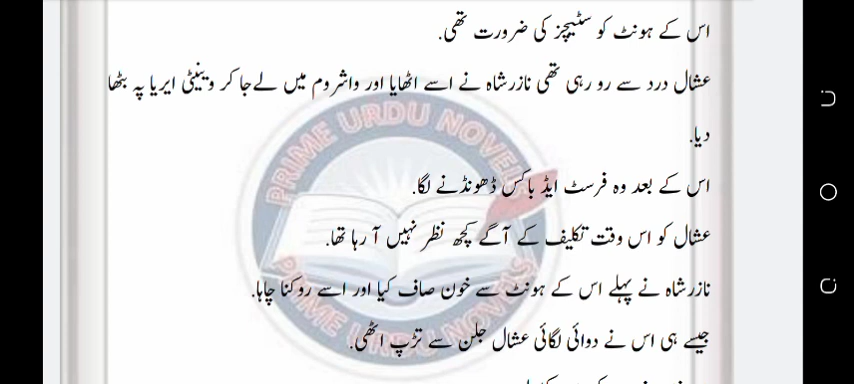 اس کے ہونٹ کو سٹیچز کی ضرورت تھی.
عشال درد سے رو رہی تھی نازرشاہ نے اسے اٹھایا اور واشروم میں لے جا کر وینیٹی ایریا پہ بٹھا
دیا.
اس کے بعد وہ فرسٹ ایڈ باکس ڈھونڈنے لگا.
عشال کو اس وقت تکلیف کے آگے کچھ نظر نہیں آ رہا تھا.
نازرشاہ نے پہلے اس کے ہونٹ سے خون صاف کیا اور اسے روکنا چاہا.
جیسے ہی اس نے دوائی لگائی عشال جلن سے تڑپ اٹھی.
PRIME URDU NOVELS
PRIME URDU NOVELS